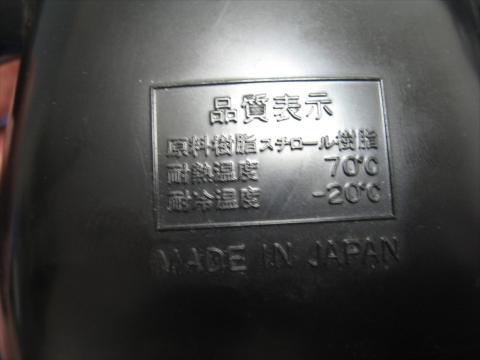 品質表示
原料樹脂スチロール樹脂
耐熱温度 70℃
耐冷温度 -20℃
MADE IN JAPAN